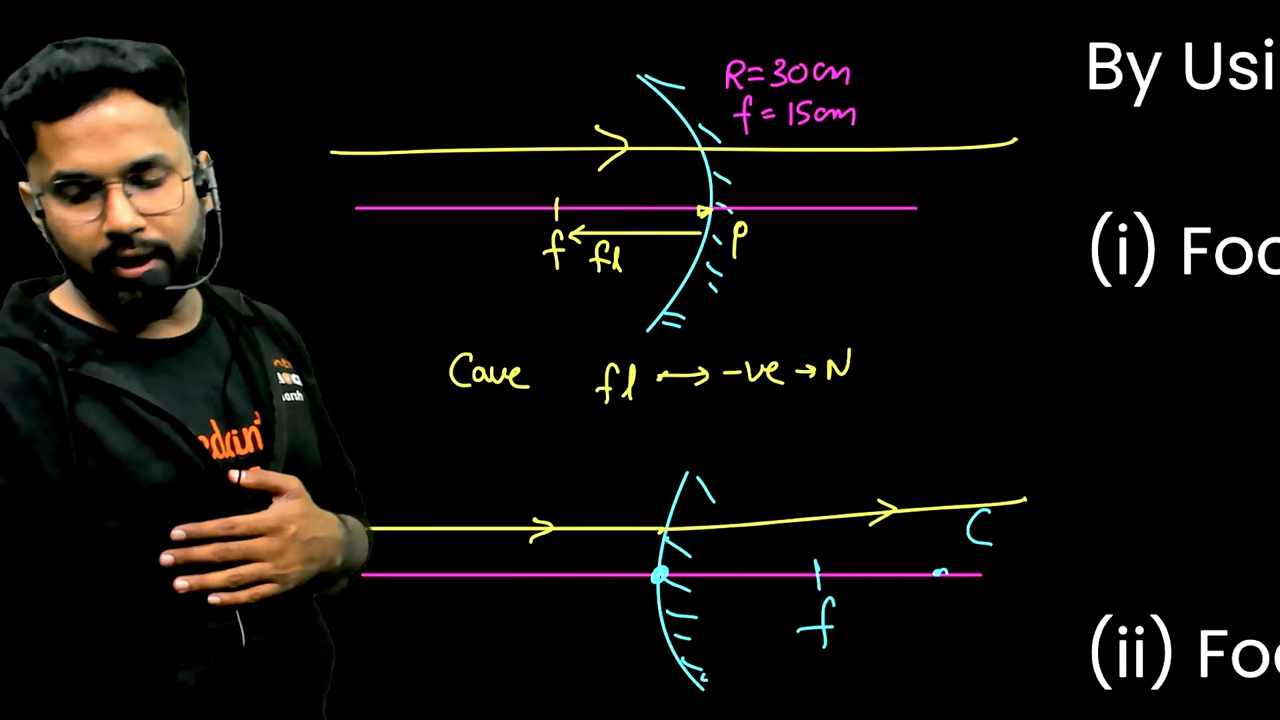 R=30cm
f = 15cm
f
fl
P
Cave fl → -ve → N
C
f
By Usi
(i) Foc
(ii) Foc